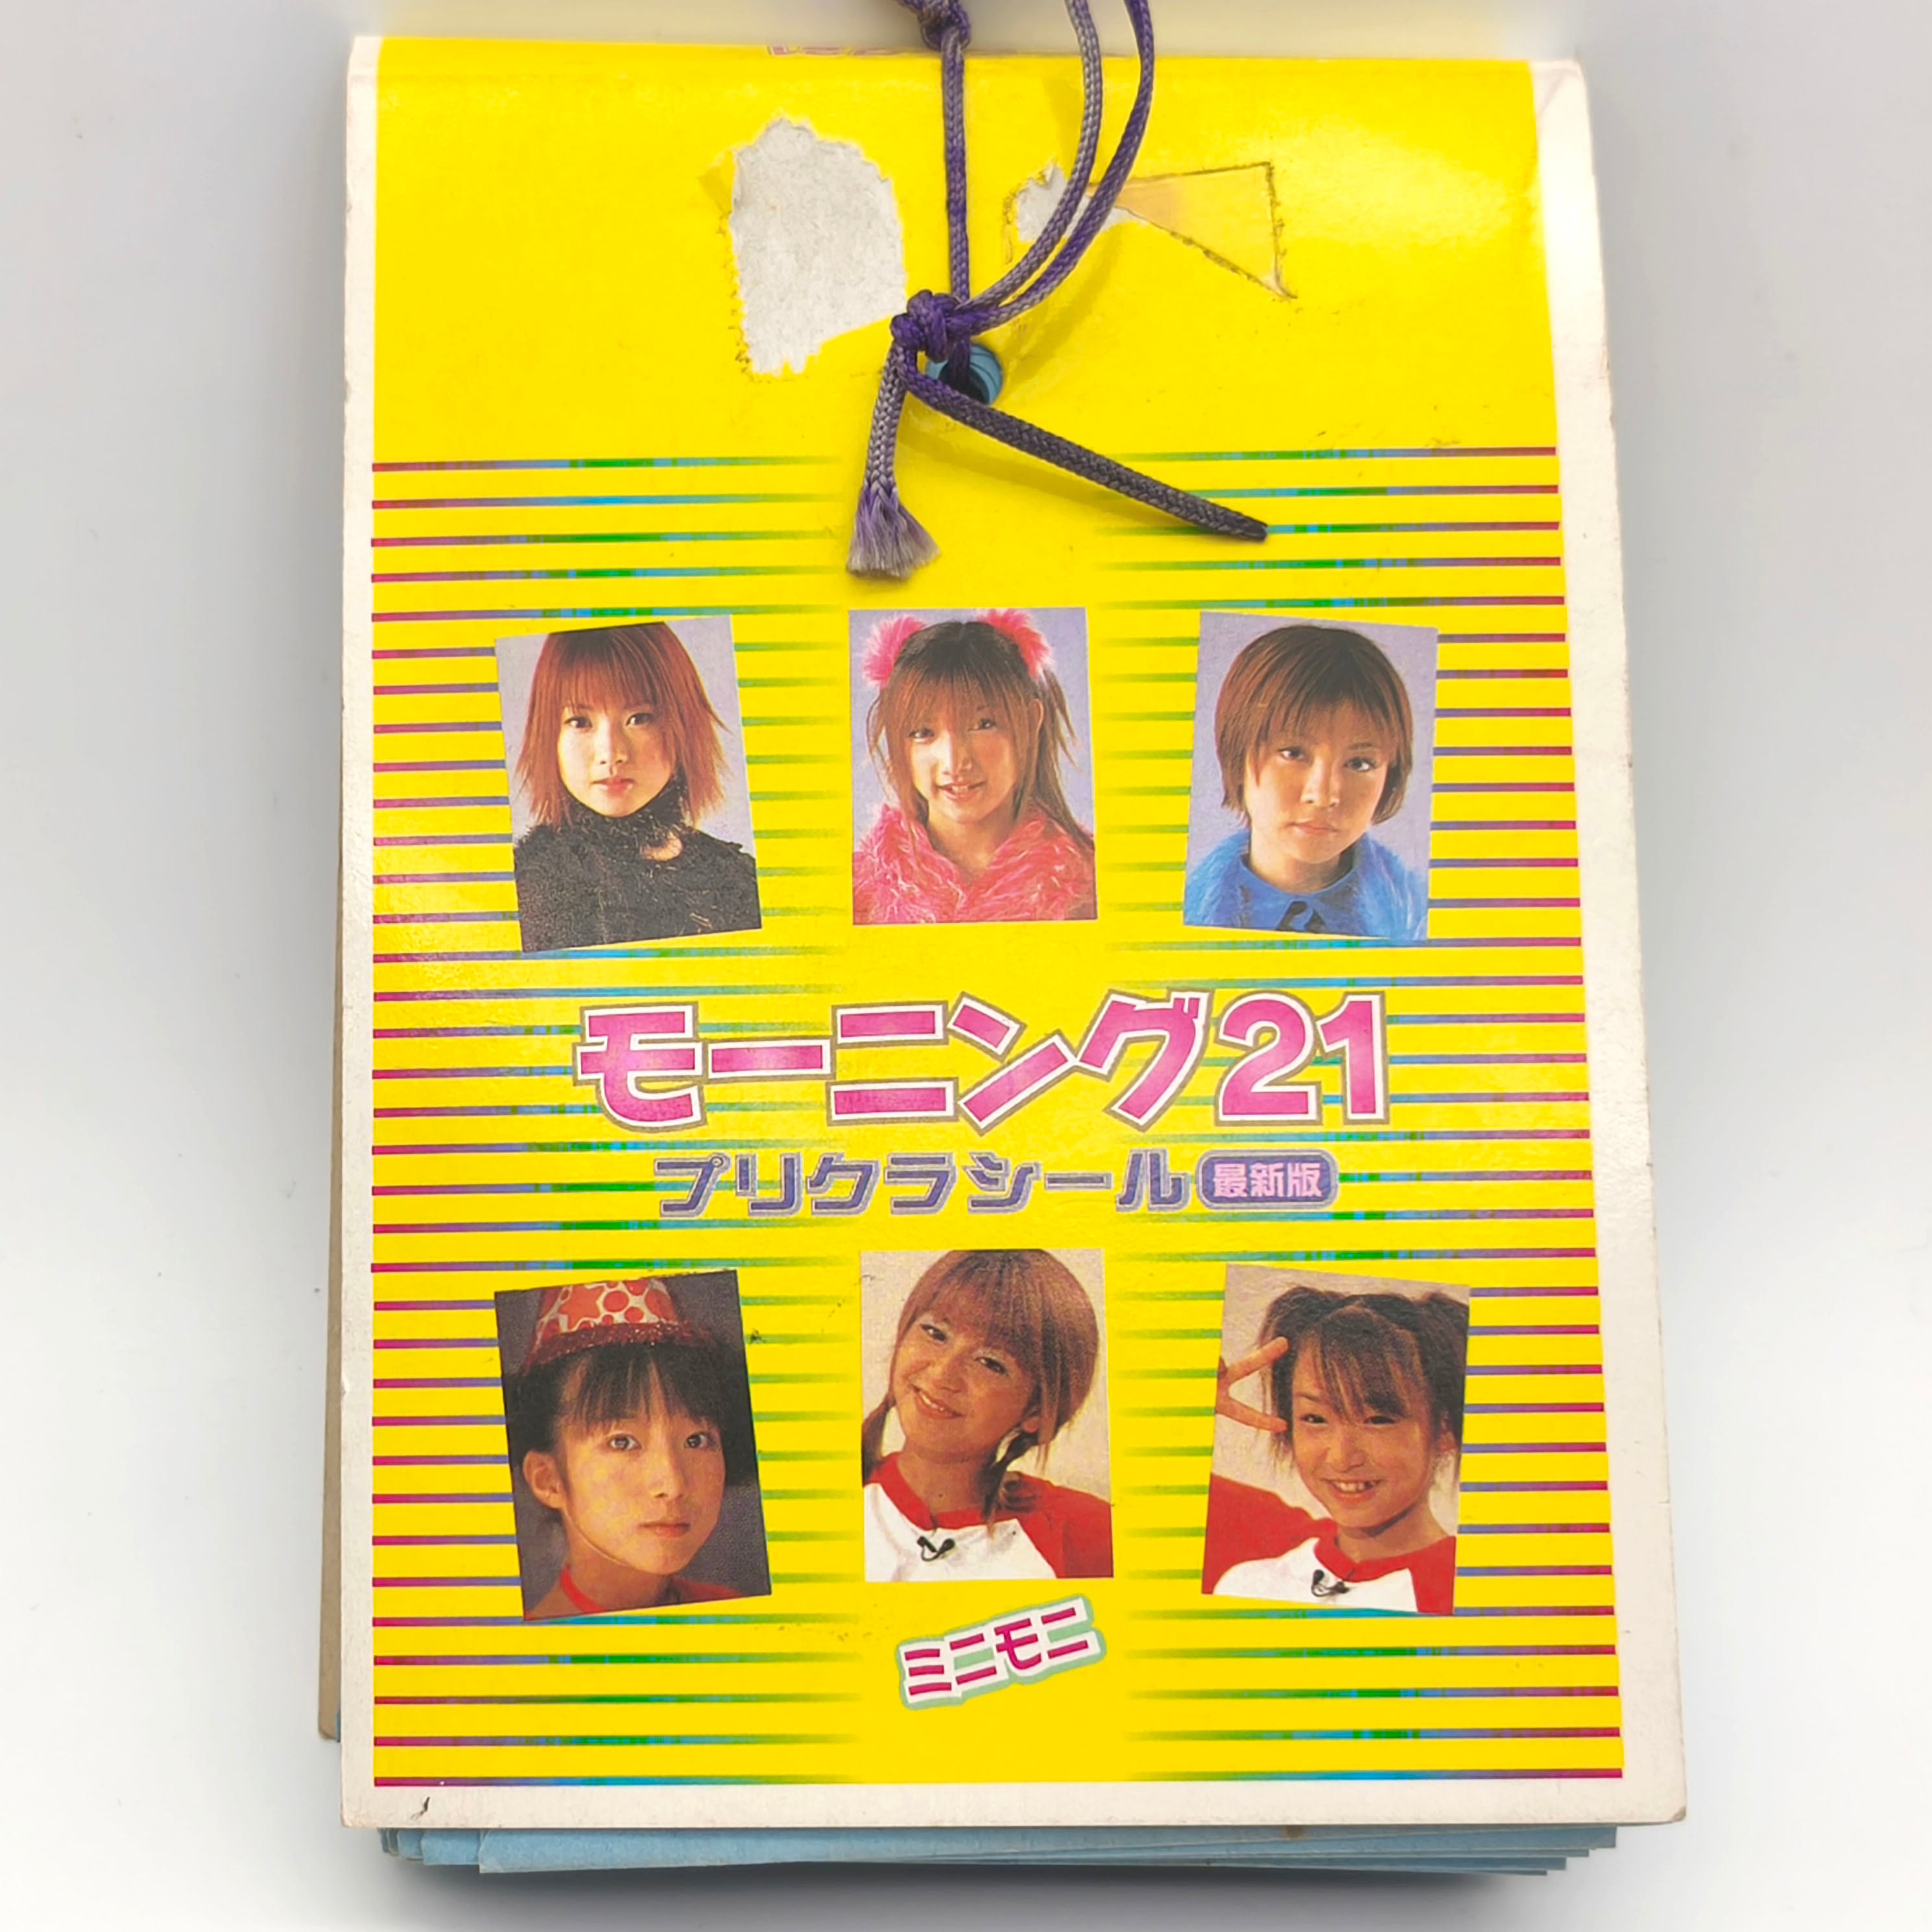 モーニング21
プリクラシール 最新版
ミニモニ